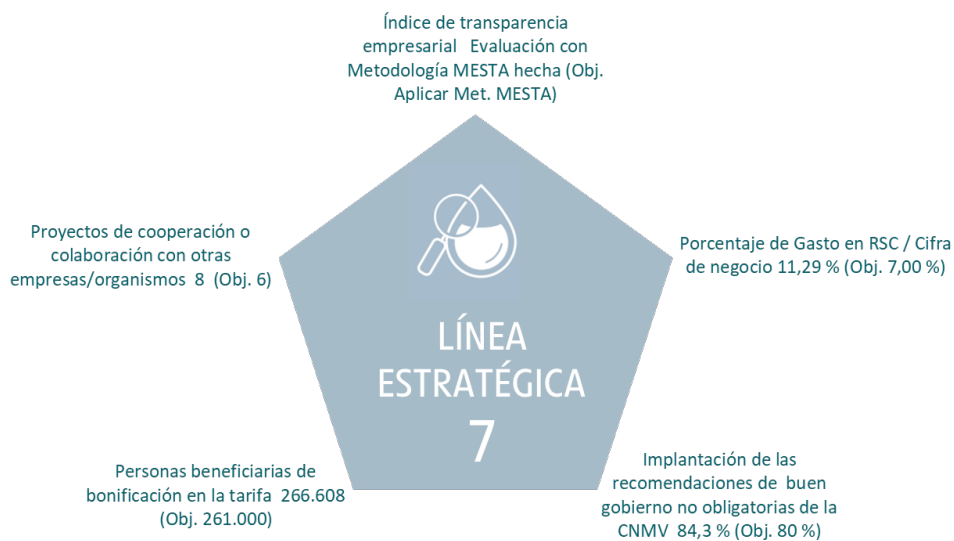 Índice de transparencia
empresarial Evaluación con
Metodología MESTA hecha (Obj.
Aplicar Met. MESTA)
Proyectos de cooperación o
colaboración con otras
empresas/organismos 8 (Obj. 6)
Porcentaje de Gasto en RSC / Cifra
de negocio 11,29 % (Obj. 7,00 %)
LÍNEA
ESTRATÉGICA
7
Personas beneficiarias de
bonificación en la tarifa 266.608
(Obj. 261.000)
Implantación de las
recomendaciones de buen
gobierno no obligatorias de la
CNMV 84,3 % (Obj. 80 %)